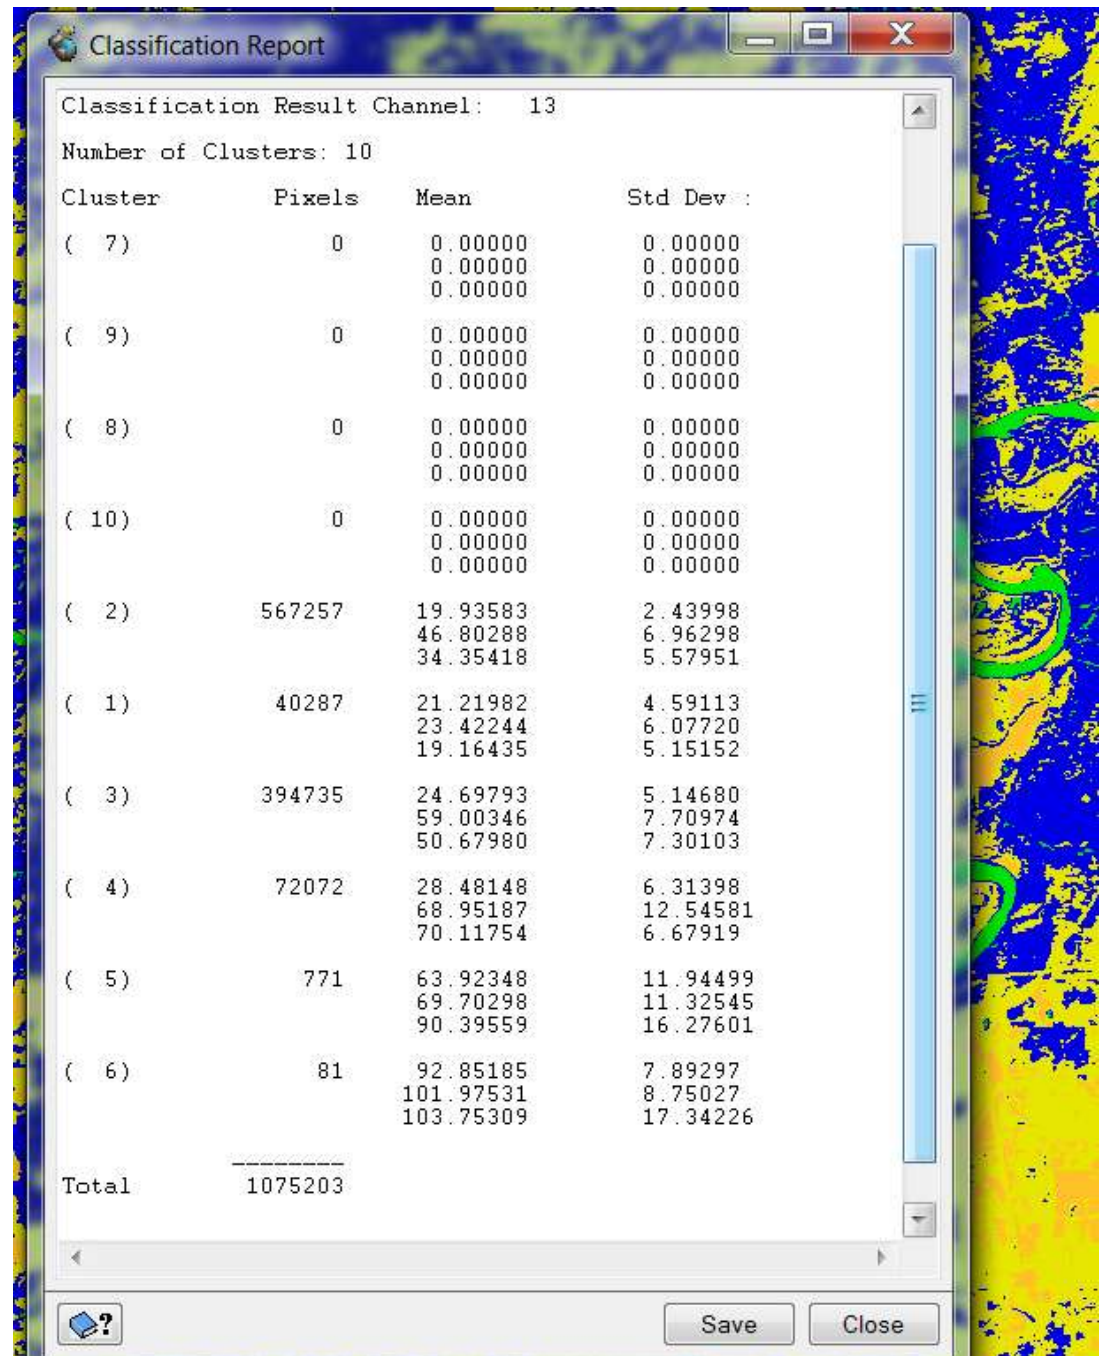 Classification Report
Classification Result Channel: 13
Number of Clusters: 10
Cluster Pixels Mean Std Dev :
( 7) 0 0.00000 0.00000
0.00000 0.00000
0.00000 0.00000
( 9) 0 0.00000 0.00000
0.00000 0.00000
0.00000 0.00000
( 8) 0 0.00000 0.00000
0.00000 0.00000
0.00000 0.00000
( 10) 0 0.00000 0.00000
0.00000 0.00000
0.00000 0.00000
( 2) 567257 19.93583 2.43998
46.80288 6.96298
34.35418 5.57951
( 1) 40287 21.21982 4.59113
23.42244 6.07720
19.16435 5.15152
( 3) 394735 24.69793 5.14680
59.00346 7.70974
50.67980 7.30103
( 4) 72072 28.48148 6.31398
68.95187 12.54581
70.11754 6.67919
( 5) 771 63.92348 11.94499
69.70298 11.32545
90.39559 16.27601
( 6) 81 92.85185 7.89297
101.97531 8.75027
103.75309 17.34226
Total 1075203
? Save Close